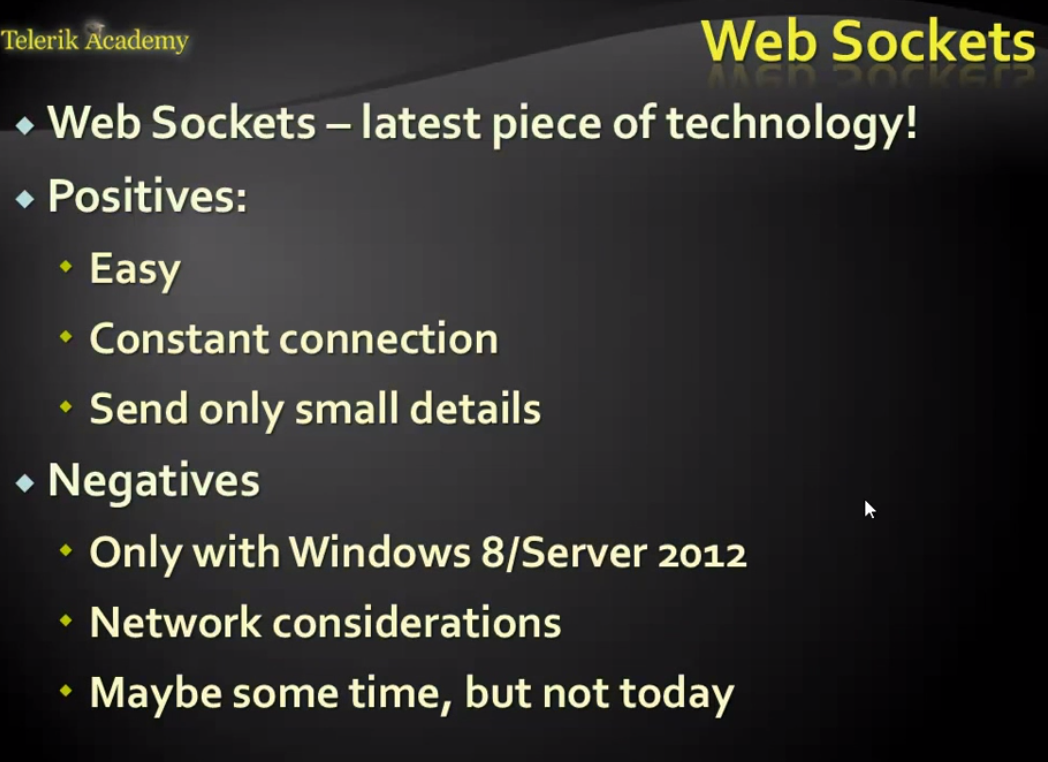 Telerik Academy
Web Sockets
Web Sockets – latest piece of technology!
Positives:
Easy
Constant connection
Send only small details
Negatives
Only with Windows 8/Server 2012
Network considerations
Maybe some time, but not today